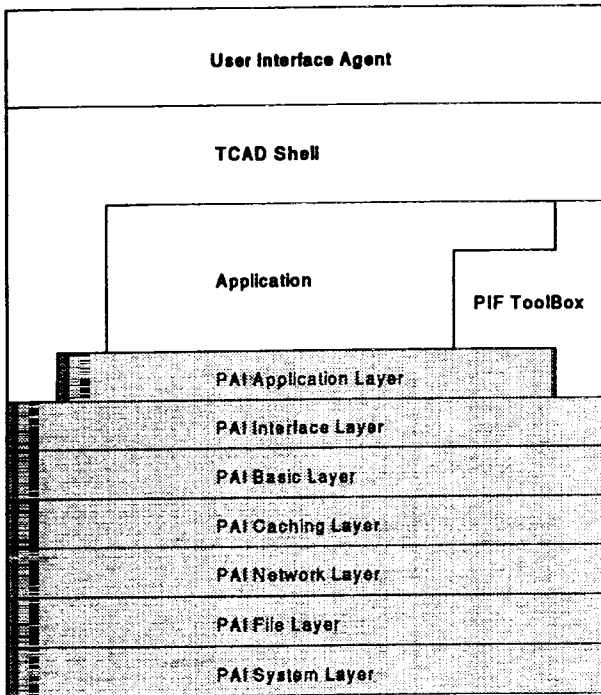 User Interface Agent
TCAD Shell
Application
PIF ToolBox
PAI Application Layer
PAI Interface Layer
PAI Basic Layer
PAI Caching Layer
PAI Network Layer
PAI File Layer
PAI System Layer